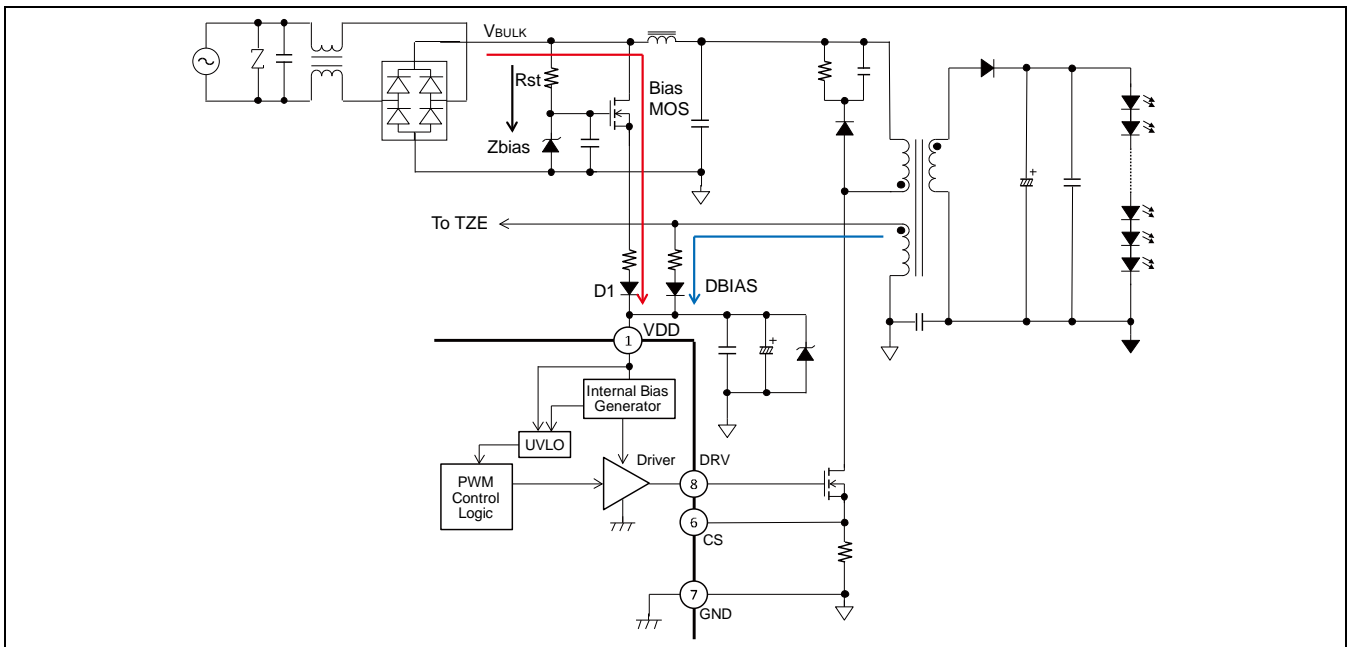 VBULK
Rst
Bias
MOS
Zbias
+
To TZE
D1
DBIAS
VDD
1
+
Internal Bias
Generator
UVLO
Driver
DRV
PWM
Control
Logic
8
6
CS
7
GND